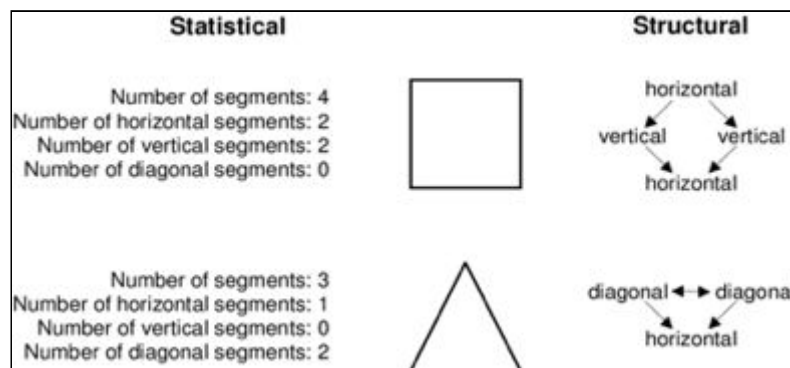 Statistical
Structural
Number of segments: 4
Number of horizontal segments: 2
Number of vertical segments: 2
Number of diagonal segments: 0
horizontal
vertical vertical
horizontal
Number of segments: 3
Number of horizontal segments: 1
Number of vertical segments: 0
Number of diagonal segments: 2
diagonal diagona
horizontal